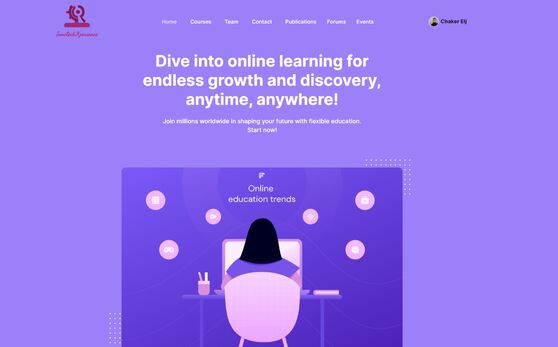 Home Courses Team Contact Publications Forums Events Chaker Elj
Dive into online learning for
endless growth and discovery,
anytime, anywhere!
Join millions worldwide in shaping your future with flexible education.
Start now!
Online
education trends